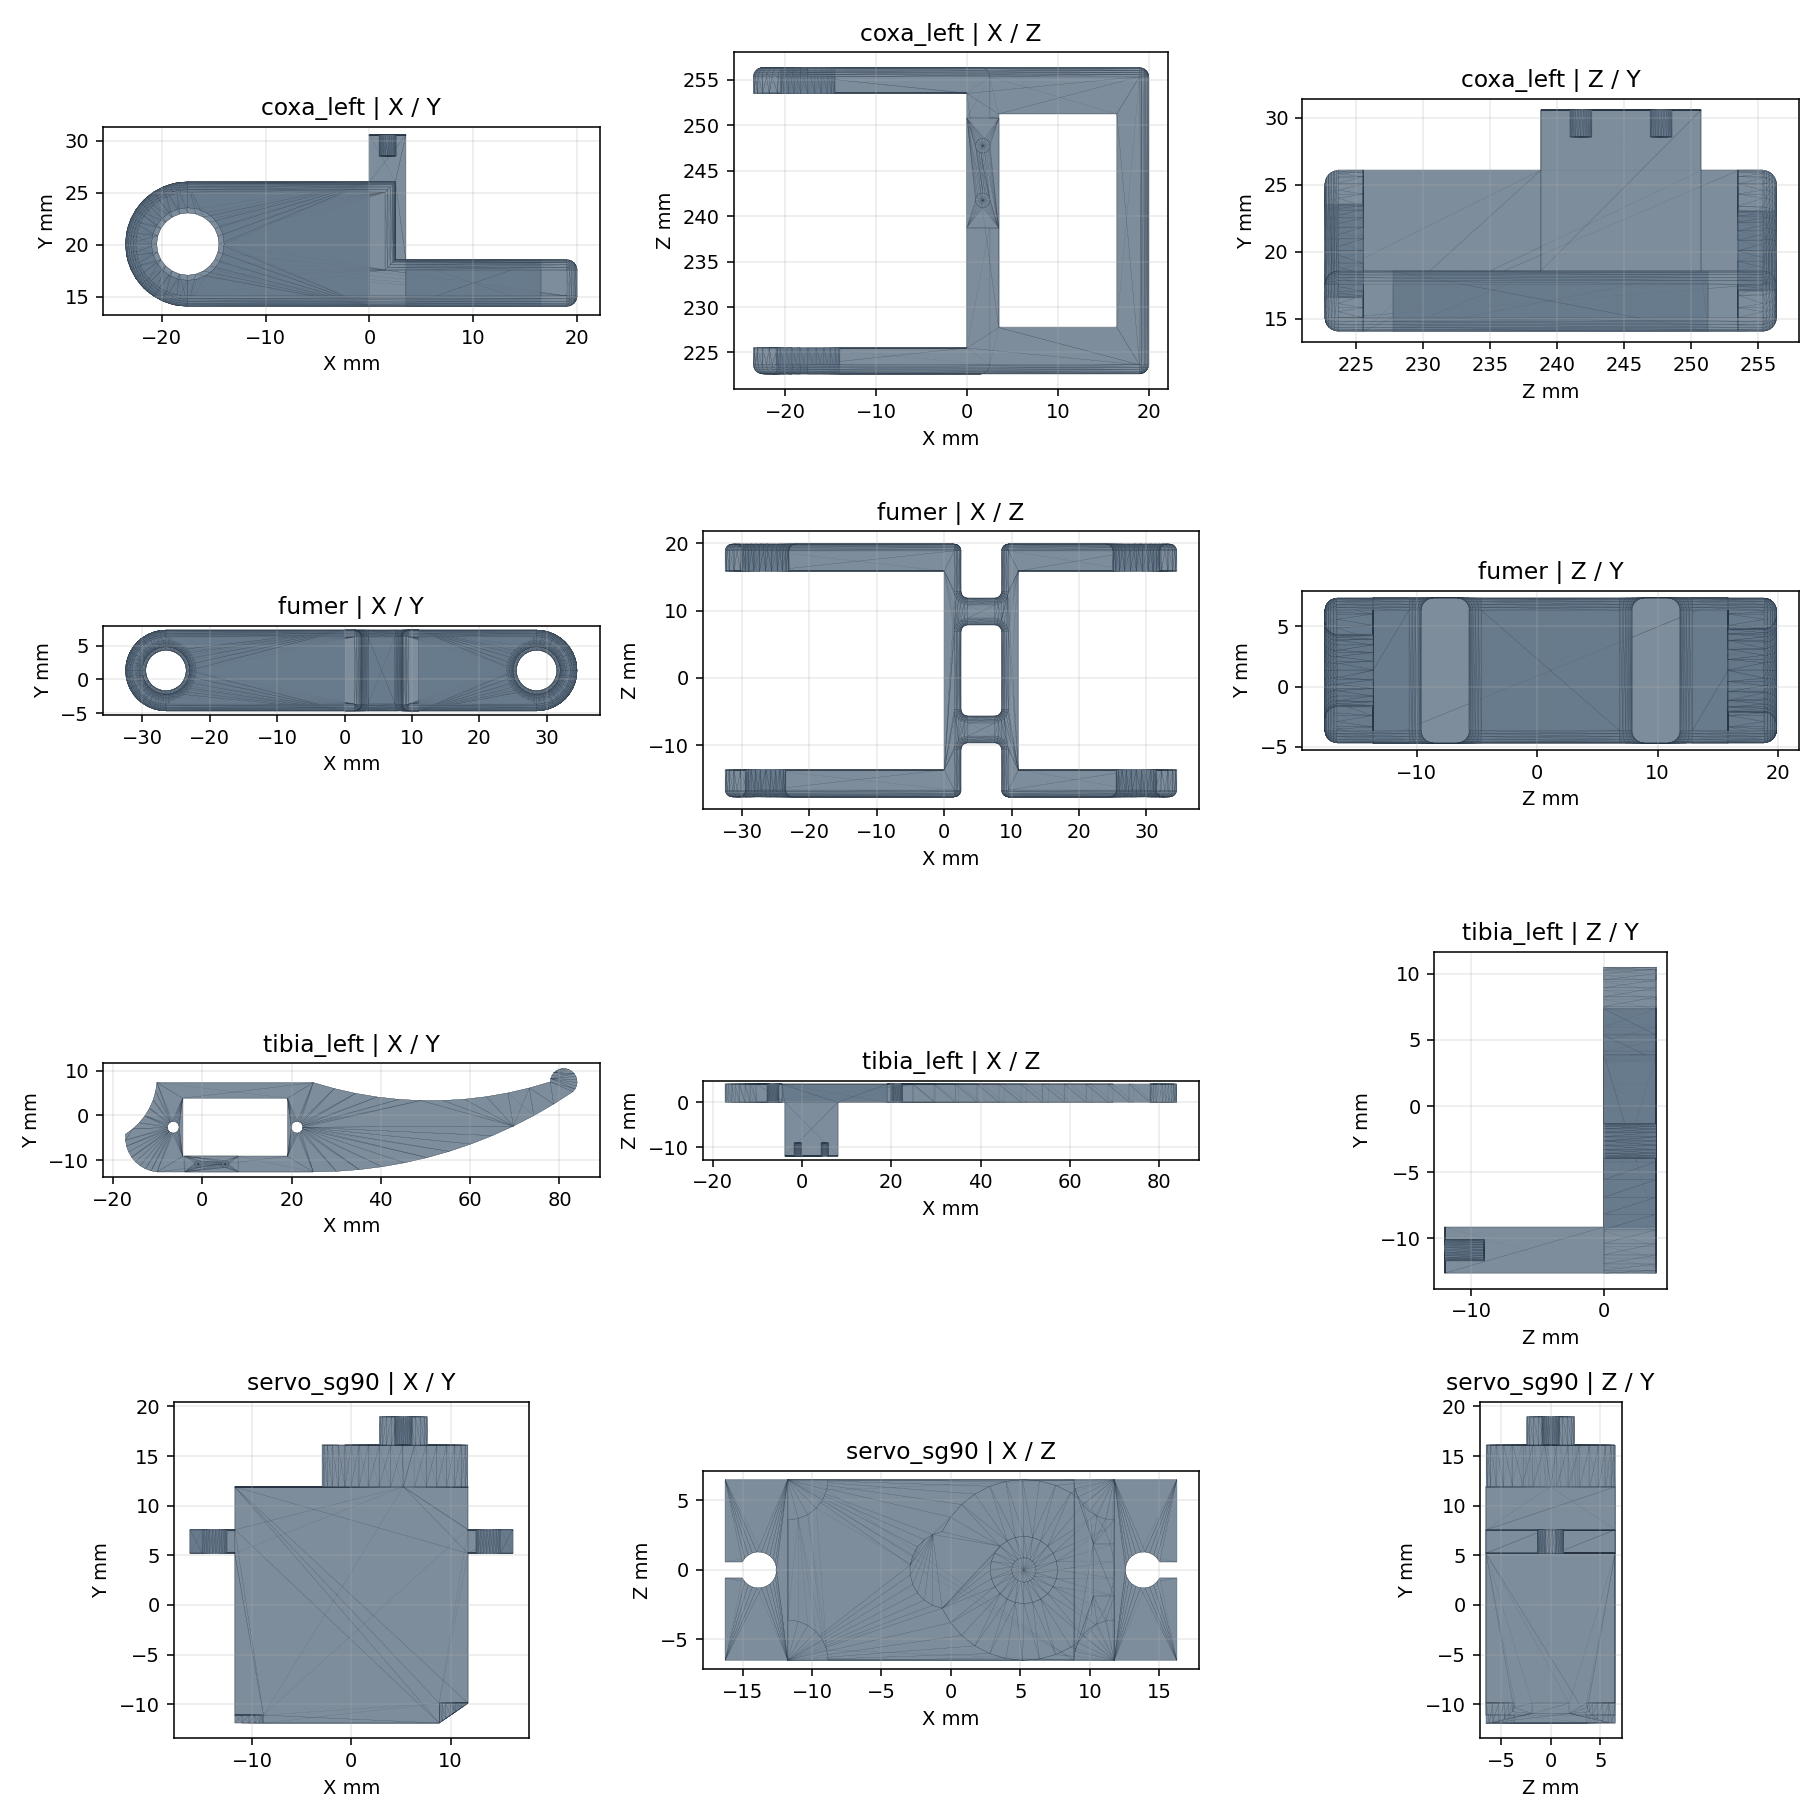 coxa_left | X / Y
30
25
20
15
Y mm
−20 −10 0 10 20
X mm
coxa_left | X / Z
255
250
245
240
235
230
225
Z mm
−20 −10 0 10 20
X mm
coxa_left | Z / Y
30
25
20
15
Y mm
225 230 235 240 245 250 255
Z mm
fumer | X / Y
5
0
−5
Y mm
−30 −20 −10 0 10 20 30
X mm
fumer | X / Z
20
10
0
−10
Z mm
−30 −20 −10 0 10 20 30
X mm
fumer | Z / Y
5
0
−5
Y mm
−10 0 10 20
Z mm
tibia_left | X / Y
10
0
−10
Y mm
−20 0 20 40 60 80
X mm
tibia_left | X / Z
0
−10
Z mm
−20 0 20 40 60 80
X mm
tibia_left | Z / Y
10
5
0
−5
−10
Y mm
−10 0
Z mm
servo_sg90 | X / Y
20
15
10
5
0
−5
−10
Y mm
−10 0 10
X mm
servo_sg90 | X / Z
5
0
−5
Z mm
−15 −10 −5 0 5 10 15
X mm
servo_sg90 | Z / Y
20
15
10
5
0
−5
−10
Y mm
−5 0 5
Z mm